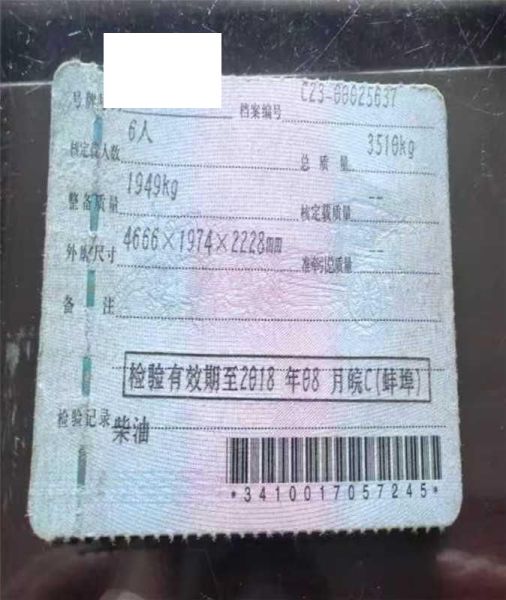 号牌号 档案编号 C23-00025637
核定载人数 6人 总质量 3510kg
整备质量 1949kg 核定载质量 --
外廓尺寸 4666×1974×2228mm 准牵引总质量 --
备注
检验有效期至2018 年08 月皖C(蚌埠)
检验记录 柴油
*3410017057245*